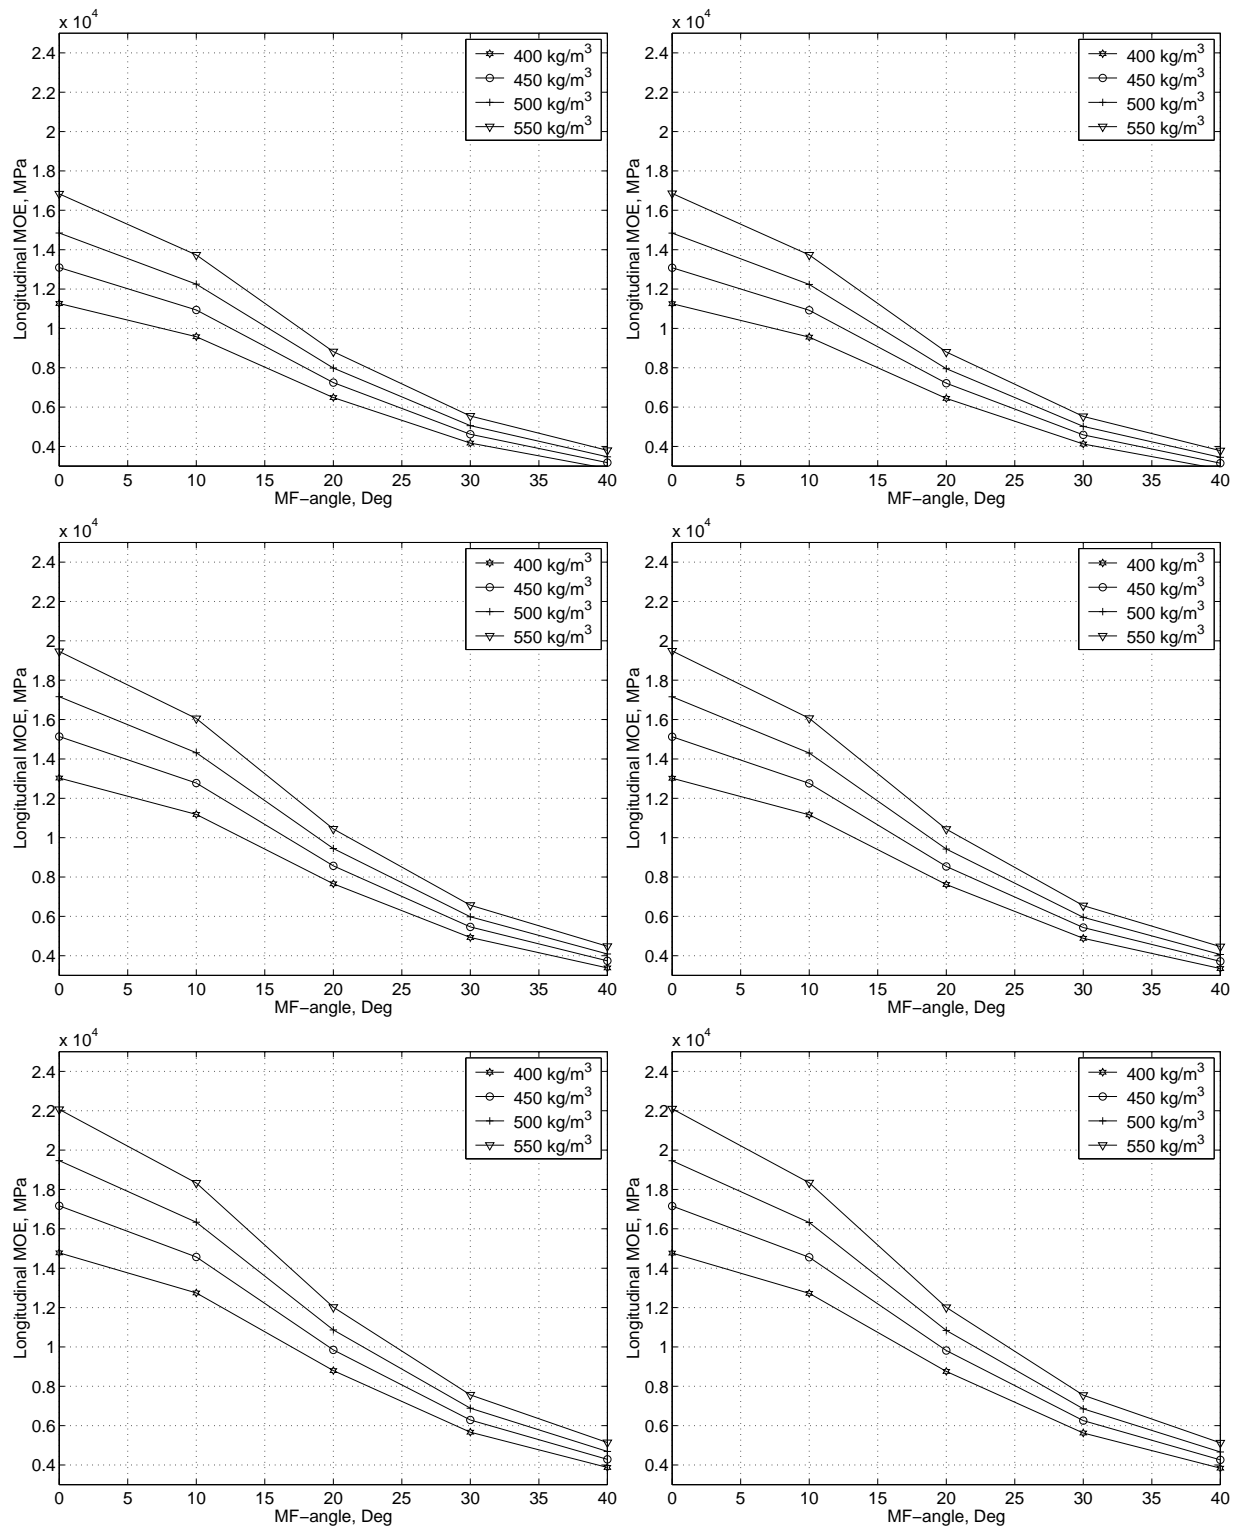 x 10^4
2.4
2.2
2
1.8
1.6
1.4
1.2
1
0.8
0.6
0.4
Longitudinal MOE, MPa
400 kg/m^3
450 kg/m^3
500 kg/m^3
550 kg/m^3
0 5 10 15 20 25 30 35 40
MF−angle, Deg
x 10^4
2.4
2.2
2
1.8
1.6
1.4
1.2
1
0.8
0.6
0.4
Longitudinal MOE, MPa
400 kg/m^3
450 kg/m^3
500 kg/m^3
550 kg/m^3
0 5 10 15 20 25 30 35 40
MF−angle, Deg
x 10^4
2.4
2.2
2
1.8
1.6
1.4
1.2
1
0.8
0.6
0.4
Longitudinal MOE, MPa
400 kg/m^3
450 kg/m^3
500 kg/m^3
550 kg/m^3
0 5 10 15 20 25 30 35 40
MF−angle, Deg
x 10^4
2.4
2.2
2
1.8
1.6
1.4
1.2
1
0.8
0.6
0.4
Longitudinal MOE, MPa
400 kg/m^3
450 kg/m^3
500 kg/m^3
550 kg/m^3
0 5 10 15 20 25 30 35 40
MF−angle, Deg
x 10^4
2.4
2.2
2
1.8
1.6
1.4
1.2
1
0.8
0.6
0.4
Longitudinal MOE, MPa
400 kg/m^3
450 kg/m^3
500 kg/m^3
550 kg/m^3
0 5 10 15 20 25 30 35 40
MF−angle, Deg
x 10^4
2.4
2.2
2
1.8
1.6
1.4
1.2
1
0.8
0.6
0.4
Longitudinal MOE, MPa
400 kg/m^3
450 kg/m^3
500 kg/m^3
550 kg/m^3
0 5 10 15 20 25 30 35 40
MF−angle, Deg